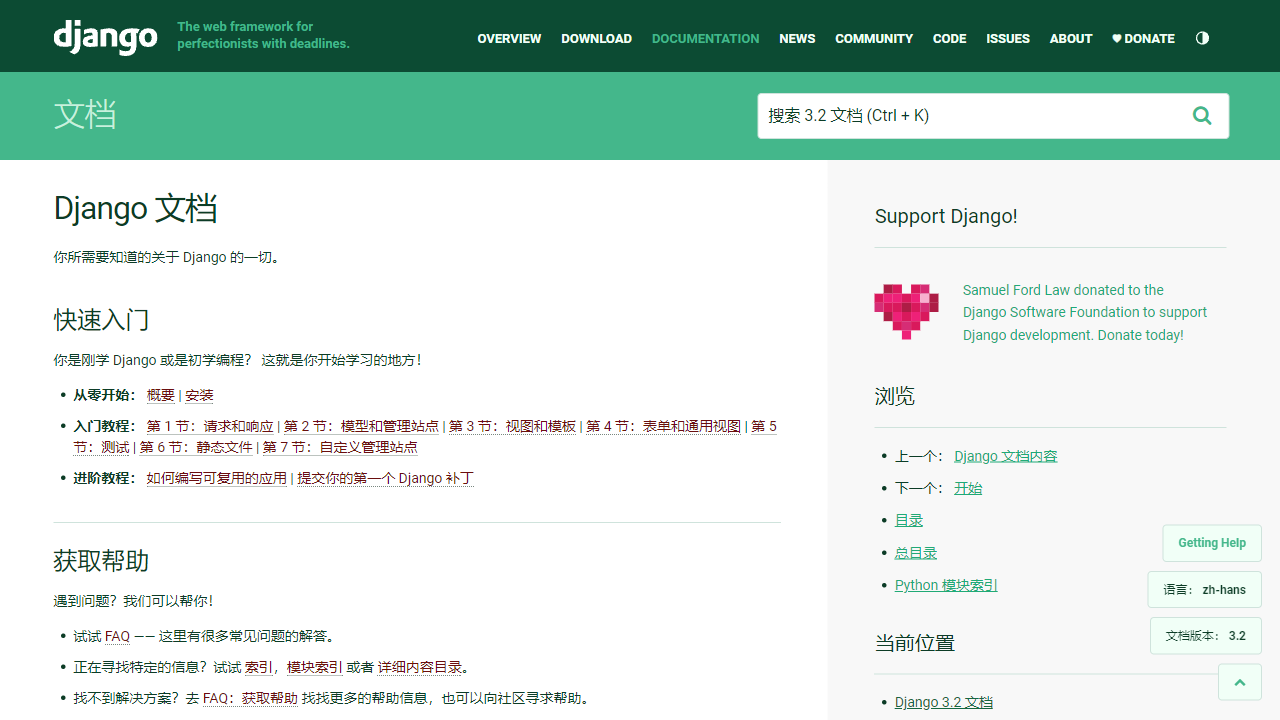 django
The web framework for
perfectionists with deadlines.
OVERVIEW DOWNLOAD DOCUMENTATION NEWS COMMUNITY CODE ISSUES ABOUT DONATE
文档
搜索 3.2 文档 (Ctrl + K)
Django 文档
你所需要知道的关于 Django 的一切。
快速入门
你是刚学 Django 或是初学编程？ 这就是你开始学习的地方！
• 从零开始： 概要 | 安装
• 入门教程： 第 1 节：请求和响应 | 第 2 节：模型和管理站点 | 第 3 节：视图和模板 | 第 4 节：表单和通用视图 | 第 5
节：测试 | 第 6 节：静态文件 | 第 7 节：自定义管理站点
• 进阶教程： 如何编写可复用的应用 | 提交你的第一个 Django 补丁
获取帮助
遇到问题？我们可以帮你！
• 试试 FAQ —— 这里有很多常见问题的解答。
• 正在寻找特定的信息？试试 索引，模块索引 或者 详细内容目录。
• 找不到解决方案？去 FAQ：获取帮助 找找更多的帮助信息，也可以向社区寻求帮助。
Support Django!
Samuel Ford Law donated to the
Django Software Foundation to support
Django development. Donate today!
浏览
• 上一个： Django 文档内容
• 下一个： 开始
• 目录
• 总目录
• Python 模块索引
当前位置
• Django 3.2 文档
Getting Help
语言： zh-hans
文档版本： 3.2